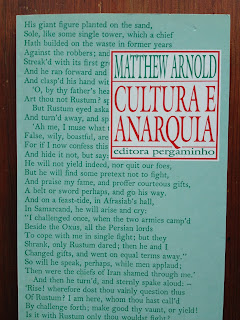 His giant figure planted on the sand,
Sole, like some single tower, which a chief
Hath builded on the waste in former years
Against the robbers; and
Streak'd with its first
And he ran forward and
And clasp'd his hand
'O, by thy father's
Art thou not Rustum?
But Rustum eyed
And turn'd away, and
'Ah me, I muse what
False, wily, boastful,
For if I now confess this
And hide it not, but say:
MATTHEW ARNOLD
CULTURA E
ANARQUIA
editora pergaminho
He will not yield indeed, nor quit our foes,
But he will find some pretext not to fight,
And praise my fame, and proffer courteous gifts,
A belt or sword perhaps, and go his way.
And on a feast-tide, in Afrasiab's hall,
In Samarcand, he will arise and cry:
"I challenged once, when the two armies camp'd
Beside the Oxus, all the Persian lords
To cope with me in single fight; but they
Shrank, only Rustum dared; then he and I
Changed gifts, and went on equal terms away."
So will he speak, perhaps, while men applaud;
Then were the chiefs of Iran shamed through me.'
And then he turn'd, and sternly spake aloud:—
'Rise! wherefore dost thou vainly question thus
Of Rustum? I am here, whom thou hast call'd
By challenge forth; make good thy vaunt, or yield!
Is it with Rustum only thou wouldst fight?